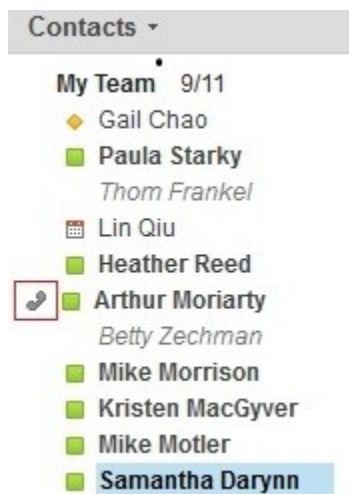 Contacts
My Team 9/11
Gail Chao
Paula Starky
Thom Frankel
Lin Qiu
Heather Reed
Arthur Moriarty
Betty Zechman
Mike Morrison
Kristen MacGyver
Mike Motler
Samantha Darynn